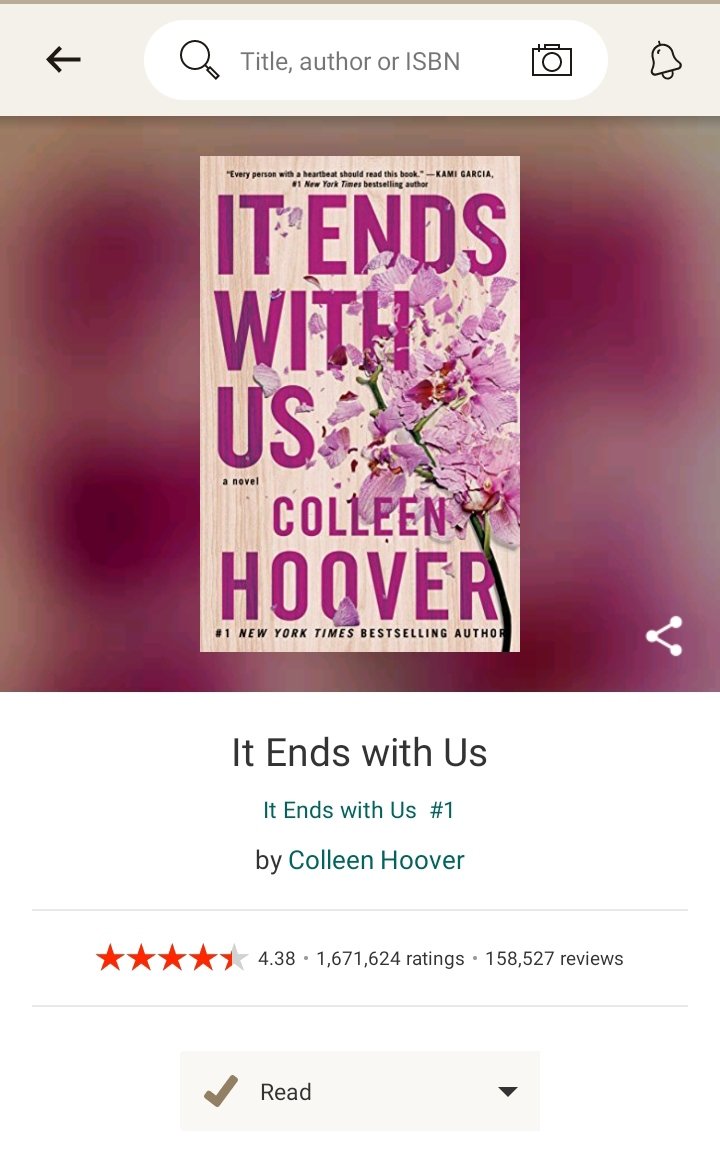 Title, author or ISBN
"Every person with a heartbeat should read this book." —KAMI GARCIA,
#1 New York Times bestselling author
IT ENDS
WITH
US
a novel
COLLEEN
HOOVER
#1 NEW YORK TIMES BESTSELLING AUTHOR
It Ends with Us
It Ends with Us #1
by Colleen Hoover
4.38 • 1,671,624 ratings • 158,527 reviews
Read